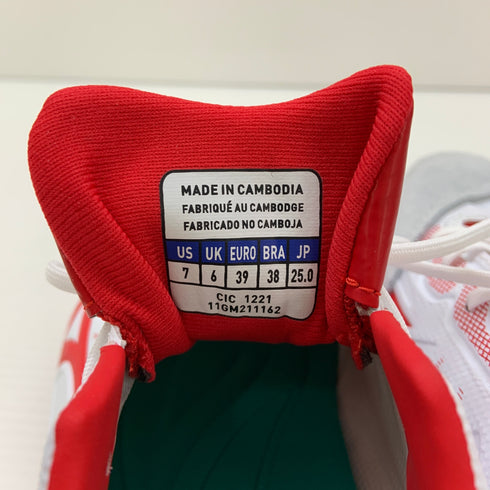 MADE IN CAMBODIA
FABRIQUÉ AU CAMBODGE
FABRICADO NO CAMBOJA
US UK EURO BRA JP
7 6 39 38 25.0
CIC 1221
11GM211162